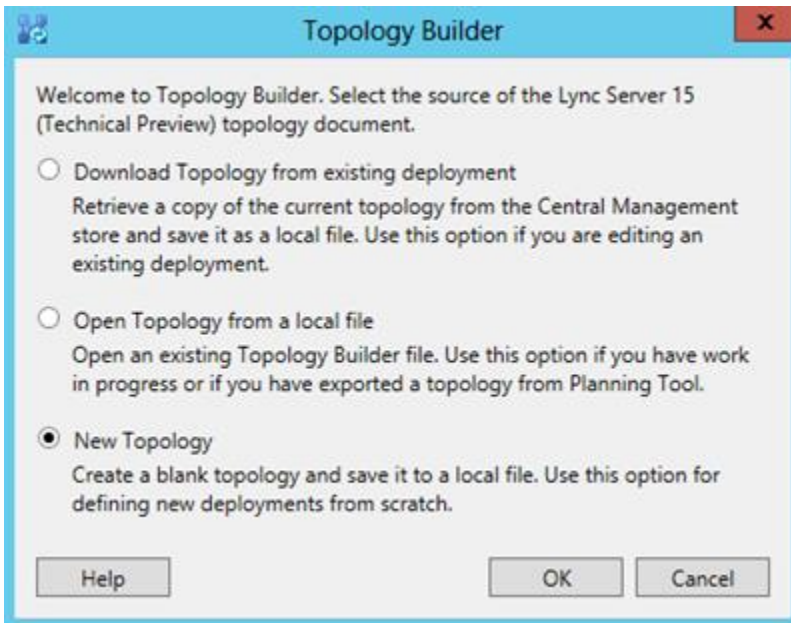 Topology Builder
x
Welcome to Topology Builder. Select the source of the Lync Server 15
(Technical Preview) topology document.
Download Topology from existing deployment
Retrieve a copy of the current topology from the Central Management
store and save it as a local file. Use this option if you are editing an
existing deployment.
Open Topology from a local file
Open an existing Topology Builder file. Use this option if you have work
in progress or if you have exported a topology from Planning Tool.
New Topology
Create a blank topology and save it to a local file. Use this option for
defining new deployments from scratch.
Help OK Cancel